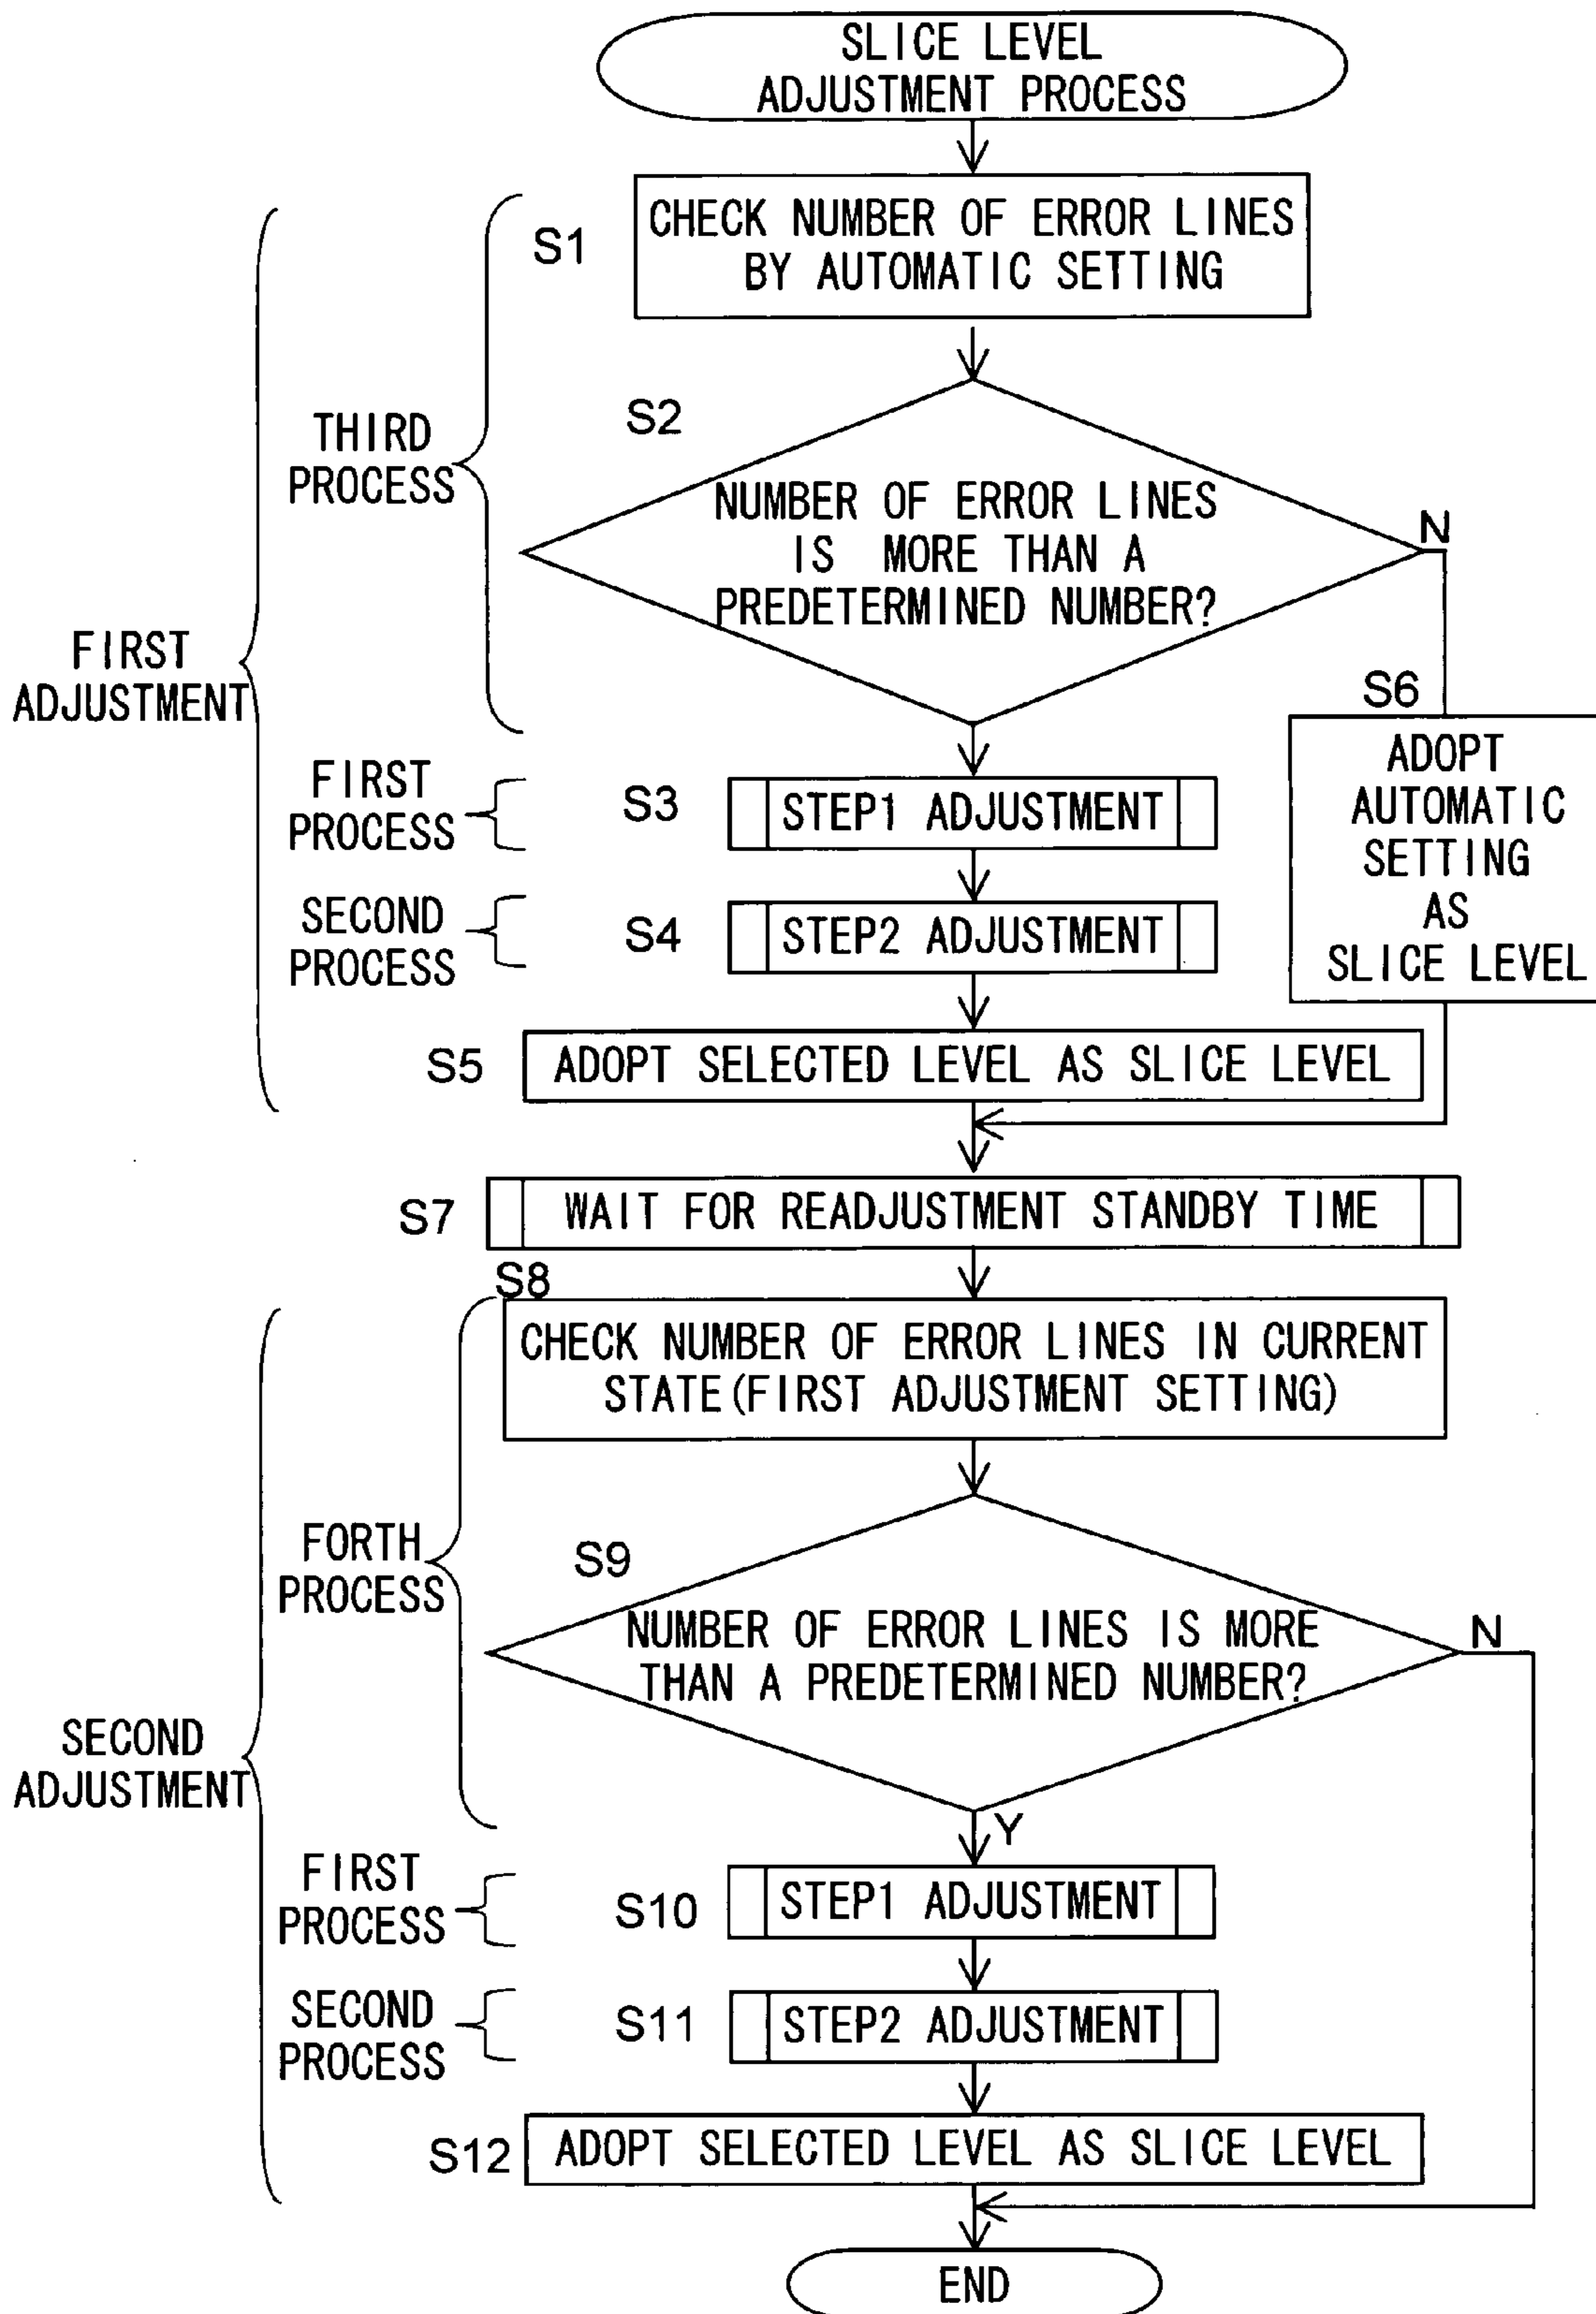 SLICE LEVEL
ADJUSTMENT PROCESS
S1
CHECK NUMBER OF ERROR LINES
BY AUTOMATIC SETTING
THIRD
PROCESS
S2
NUMBER OF ERROR LINES
IS MORE THAN A
PREDETERMINED NUMBER?
N
FIRST
ADJUSTMENT
S6
ADOPT
AUTOMATIC
SETTING
AS
SLICE LEVEL
FIRST
PROCESS
S3
STEP1 ADJUSTMENT
SECOND
PROCESS
S4
STEP2 ADJUSTMENT
S5
ADOPT SELECTED LEVEL AS SLICE LEVEL
S7
WAIT FOR READJUSTMENT STANDBY TIME
S8
CHECK NUMBER OF ERROR LINES IN CURRENT
STATE(FIRST ADJUSTMENT SETTING)
FORTH
PROCESS
S9
NUMBER OF ERROR LINES IS MORE
THAN A PREDETERMINED NUMBER?
N
SECOND
ADJUSTMENT
Y
FIRST
PROCESS
S10
STEP1 ADJUSTMENT
SECOND
PROCESS
S11
STEP2 ADJUSTMENT
S12
ADOPT SELECTED LEVEL AS SLICE LEVEL
END